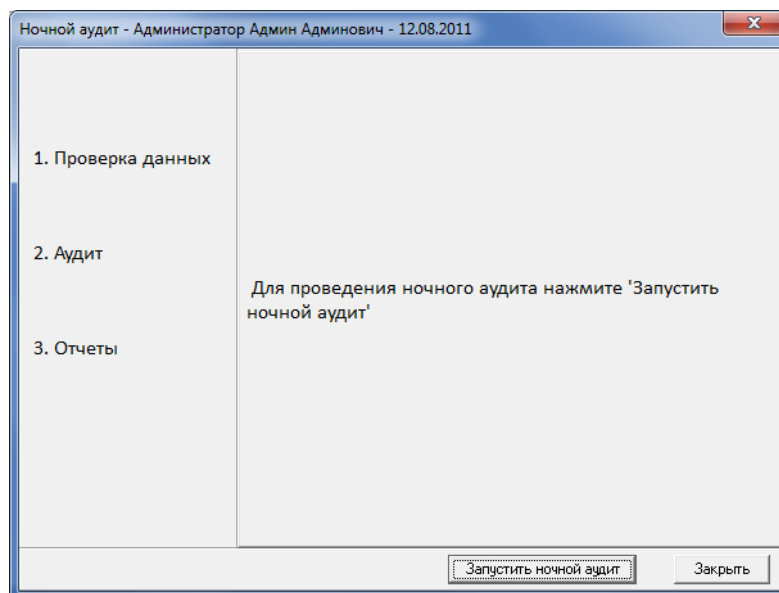 Ночной аудит - Администратор Админ Админович - 12.08.2011
1. Проверка данных
2. Аудит
3. Отчеты
Для проведения ночного аудита нажмите 'Запустить
ночной аудит'
Запустить ночной аудит
Закрыть